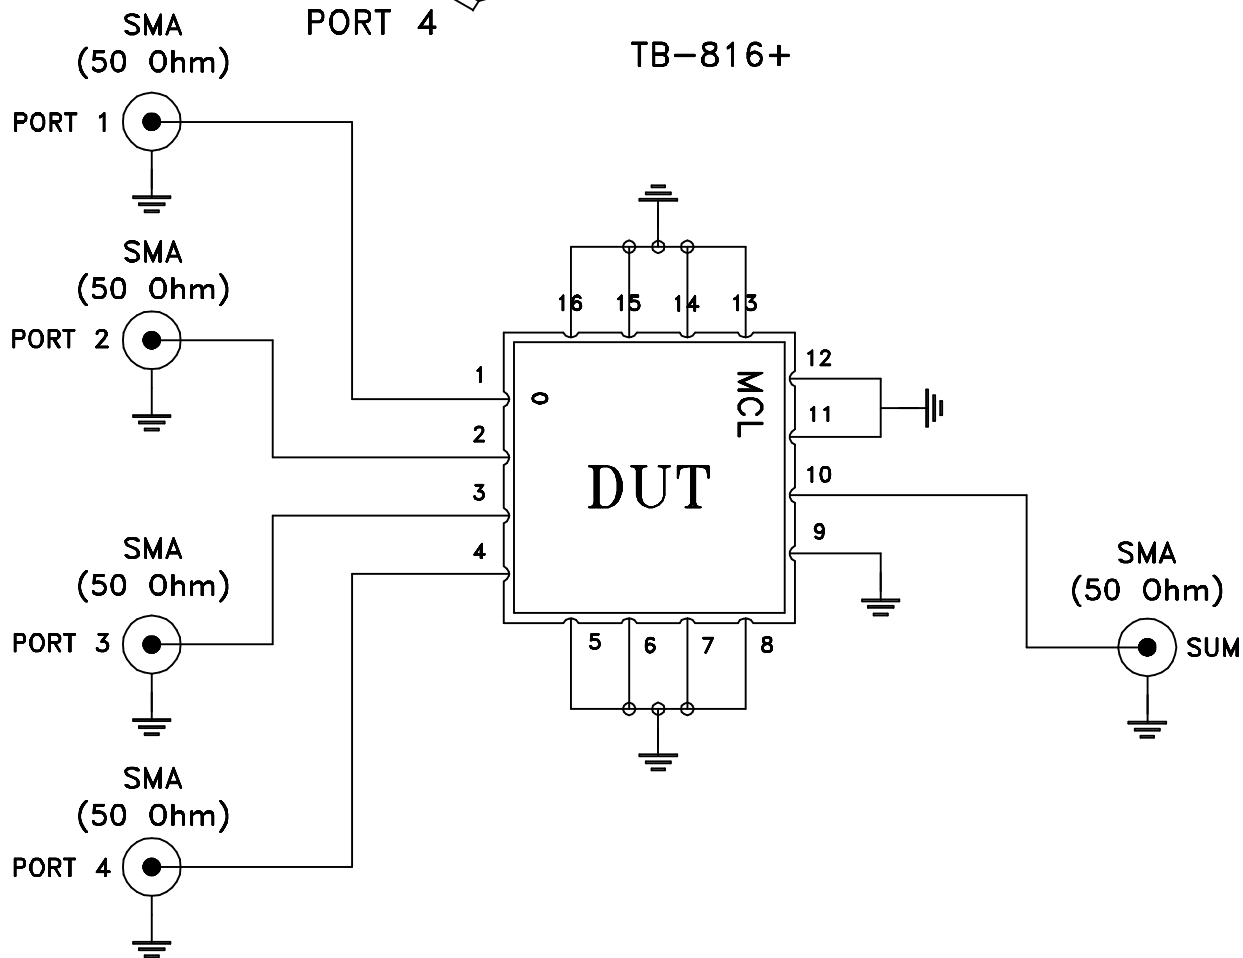 SMA
(50 Ohm)
PORT 4
TB-816+
PORT 1
SMA
(50 Ohm)
PORT 2
16 15 14 13
1
2
3
4
O
MCL
DUT
12
11
10
9
SMA
(50 Ohm)
PORT 3
SMA
(50 Ohm)
SUM
5 6 7 8
SMA
(50 Ohm)
PORT 4